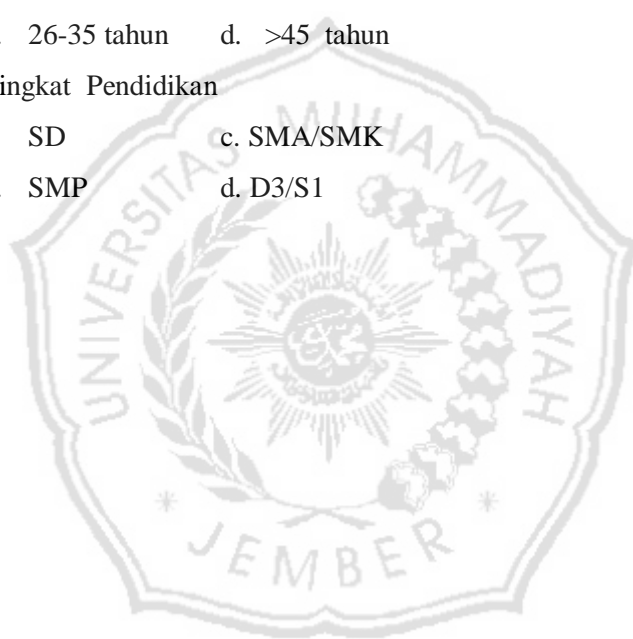 . 26-35 tahun d. >45 tahun
ingkat Pendidikan
SD c. SMA/SMK
. SMP d. D3/S1
UNIVERSITAS MUHAMMADIYAH
JEMBER